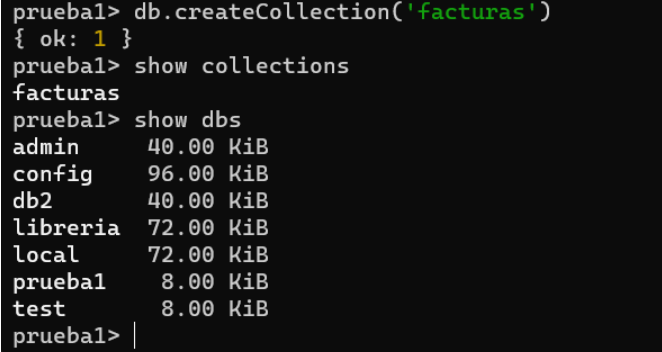 prueba1> db.createCollection('facturas')
{ ok: 1 }
prueba1> show collections
facturas
prueba1> show dbs
admin     40.00 KiB
config    96.00 KiB
db2       40.00 KiB
libreria  72.00 KiB
local     72.00 KiB
prueba1    8.00 KiB
test       8.00 KiB
prueba1>